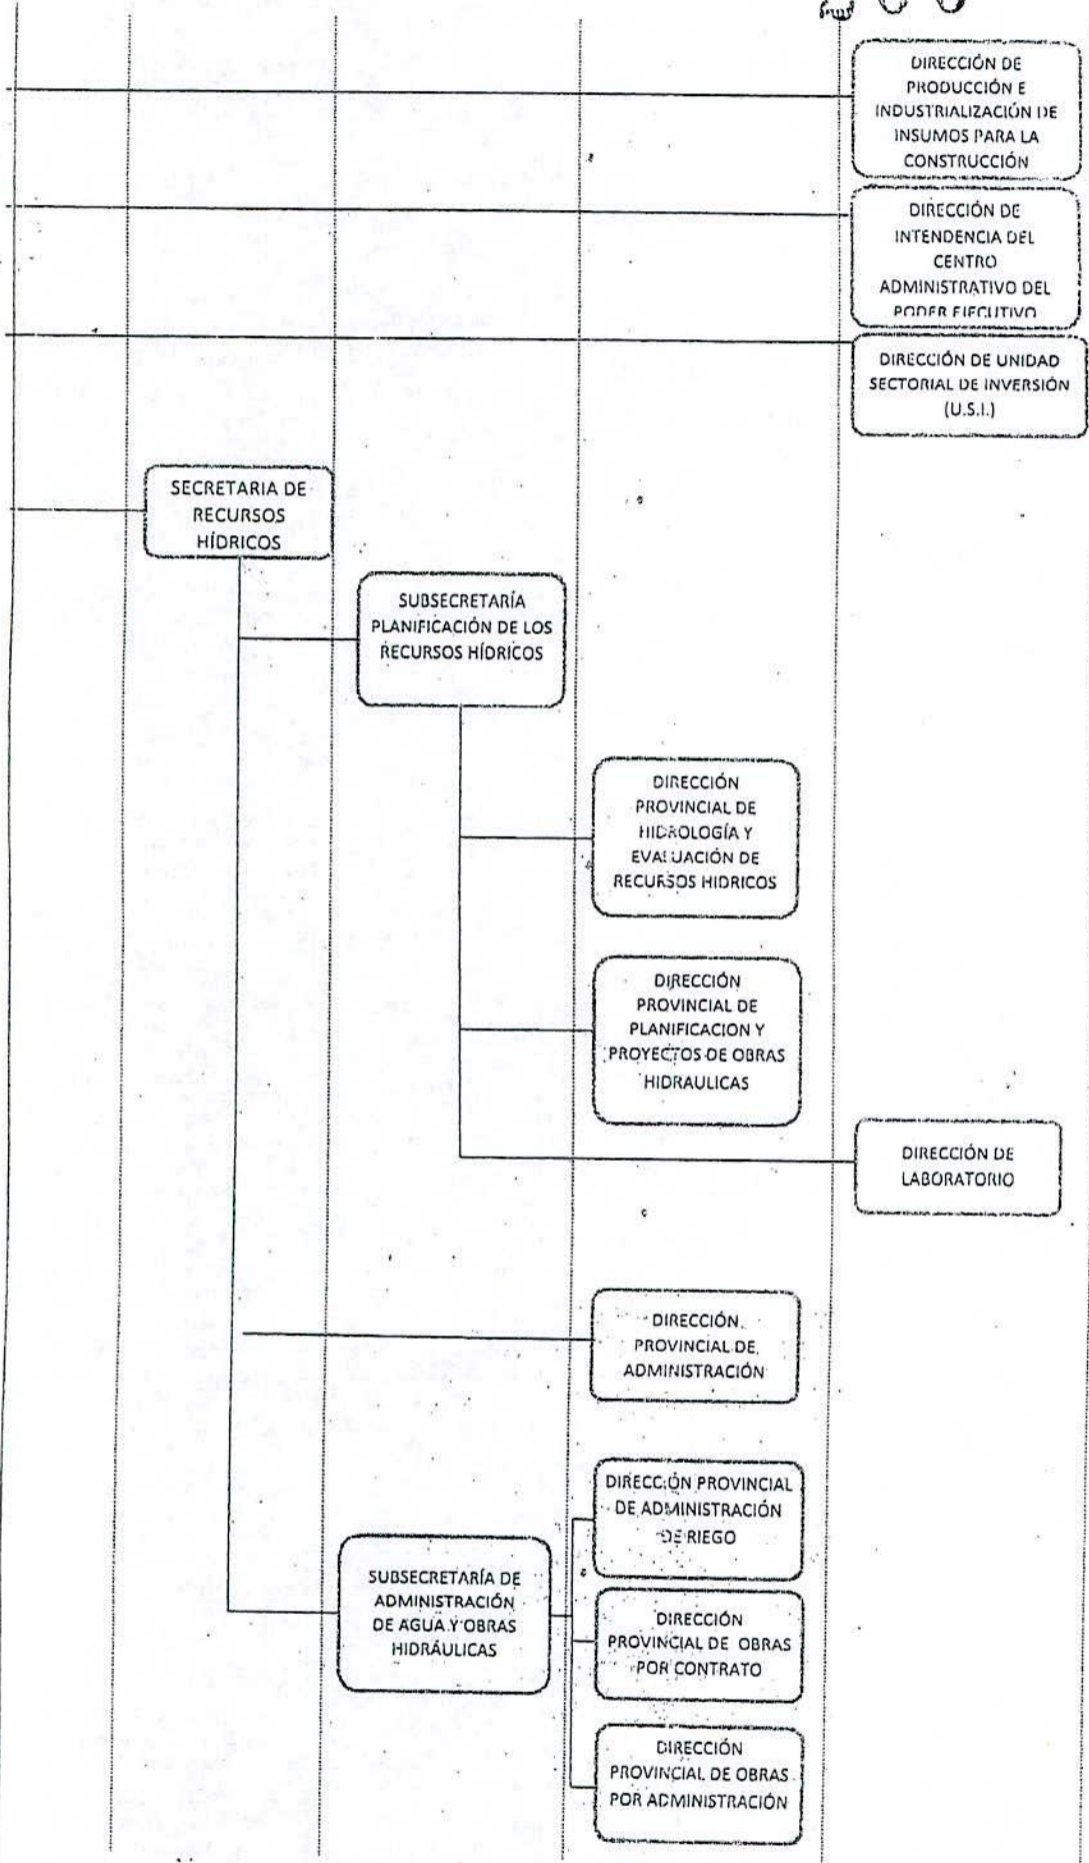 DIRECCIÓN DE
PRODUCCIÓN E
INDUSTRIALIZACIÓN DE
INSUMOS PARA LA
CONSTRUCCIÓN
DIRECCIÓN DE
INTENDENCIA DEL
CENTRO
ADMINISTRATIVO DEL
PODER EJECUTIVO
DIRECCIÓN DE UNIDAD
SECTORIAL DE INVERSIÓN
(U.S.I.)
SECRETARIA DE
RECURSOS
HÍDRICOS
SUBSECRETARÍA
PLANIFICACIÓN DE LOS
RECURSOS HÍDRICOS
DIRECCIÓN
PROVINCIAL DE
HIDROLOGÍA Y
EVALUACIÓN DE
RECURSOS HIDRICOS
DIRECCIÓN
PROVINCIAL DE
PLANIFICACION Y
PROYECTOS DE OBRAS
HIDRAULICAS
DIRECCIÓN DE
LABORATORIO
DIRECCIÓN
PROVINCIAL DE
ADMINISTRACIÓN
DIRECCIÓN PROVINCIAL
DE ADMINISTRACIÓN
DE RIEGO
SUBSECRETARÍA DE
ADMINISTRACIÓN
DE AGUA Y OBRAS
HIDRÁULICAS
DIRECCIÓN
PROVINCIAL DE OBRAS
POR CONTRATO
DIRECCIÓN
PROVINCIAL DE OBRAS
POR ADMINISTRACIÓN